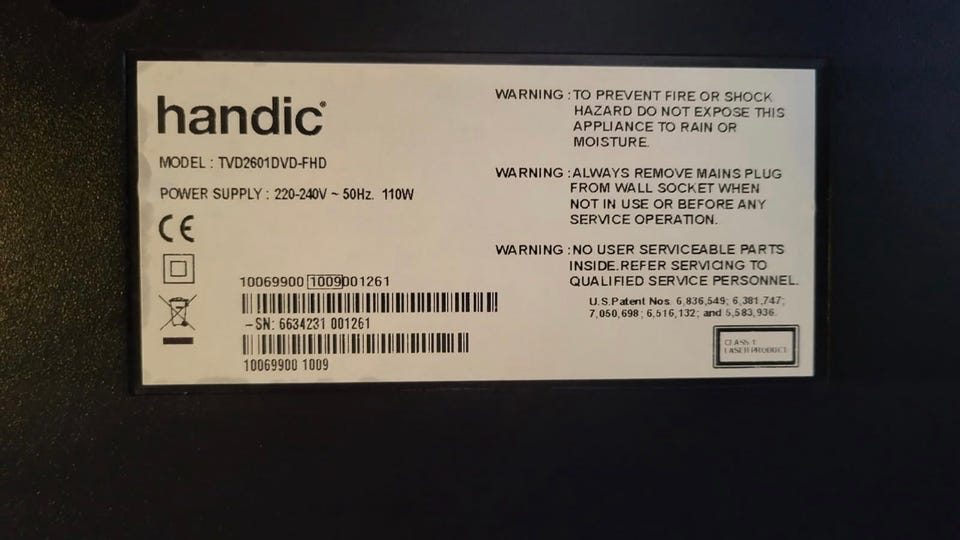 handic®
MODEL : TVD2601DVD-FHD
POWER SUPPLY : 220-240V ~ 50Hz. 110W
CE
10069900 1009001261
-SN: 6634231 001261
10069900 1009
WARNING : TO PREVENT FIRE OR SHOCK
HAZARD DO NOT EXPOSE THIS
APPLIANCE TO RAIN OR
MOISTURE.
WARNING : ALWAYS REMOVE MAINS PLUG
FROM WALL SOCKET WHEN
NOT IN USE OR BEFORE ANY
SERVICE OPERATION.
WARNING : NO USER SERVICEABLE PARTS
INSIDE.REFER SERVICING TO
QUALIFIED SERVICE PERSONNEL.
U.S.Patent Nos. 6,836,549; 6,381,747;
7,050,698; 6,516,132; and 5,583,936.
CLASS 1
LASER PRODUCT